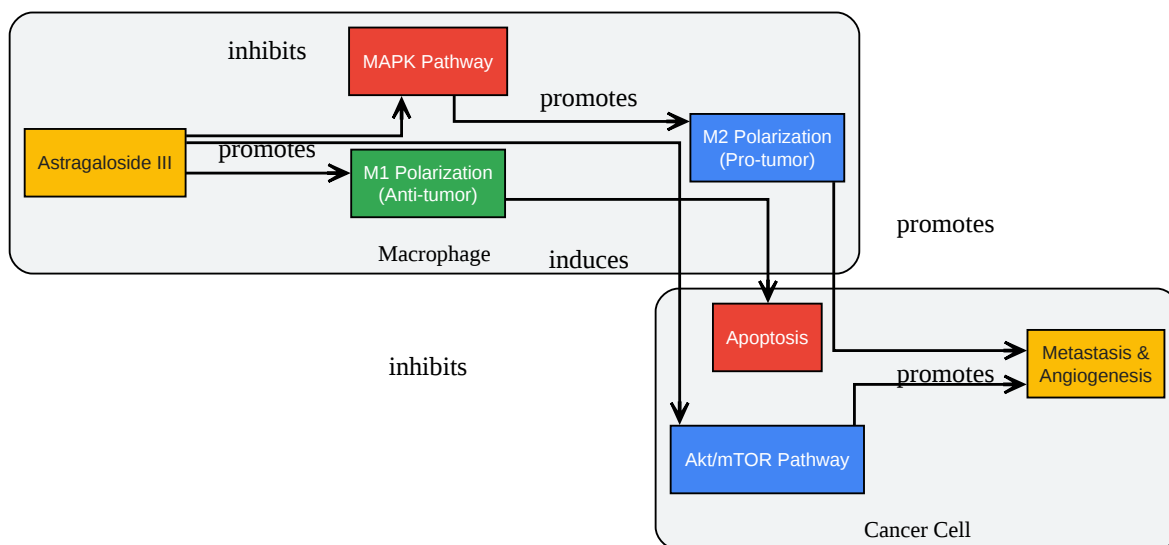 inhibits
MAPK Pathway
promotes
Astragaloside III
promotes
M1 Polarization
(Anti-tumor)
M2 Polarization
(Pro-tumor)
Macrophage
induces
promotes
Apoptosis
inhibits
promotes
Metastasis &
Angiogenesis
Akt/mTOR Pathway
Cancer Cell